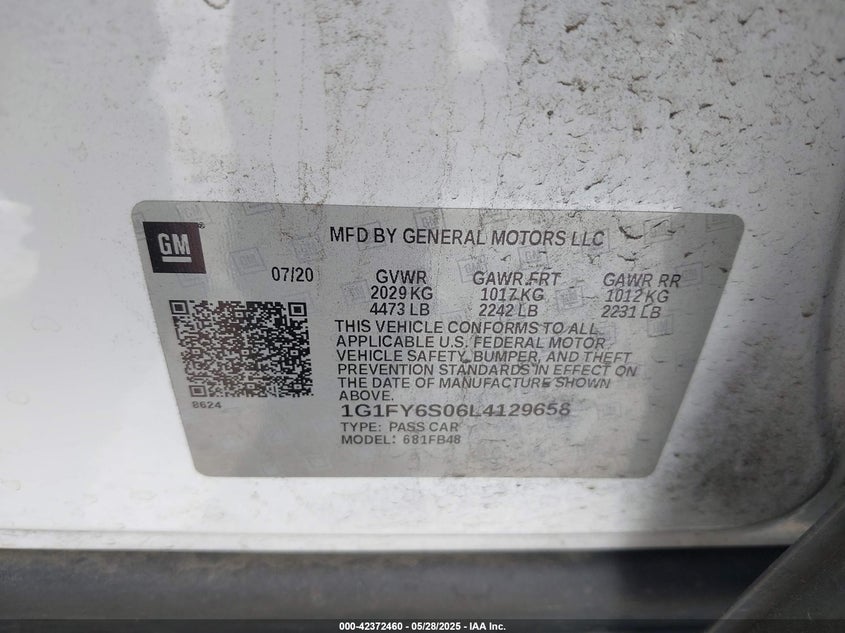 GM
MFD BY GENERAL MOTORS LLC
07/20 GVWR GAWR FRT GAWR RR
2029 KG 1017 KG 1012 KG
4473 LB 2242 LB 2231 LB
THIS VEHICLE CONFORMS TO ALL
APPLICABLE U.S. FEDERAL MOTOR
VEHICLE SAFETY, BUMPER, AND THEFT
PREVENTION STANDARDS IN EFFECT ON
THE DATE OF MANUFACTURE SHOWN
ABOVE.
8624
1G1FY6S06L4129658
TYPE: PASS CAR
MODEL: 681FB48
000-42372460 - 05/28/2025 - IAA Inc.